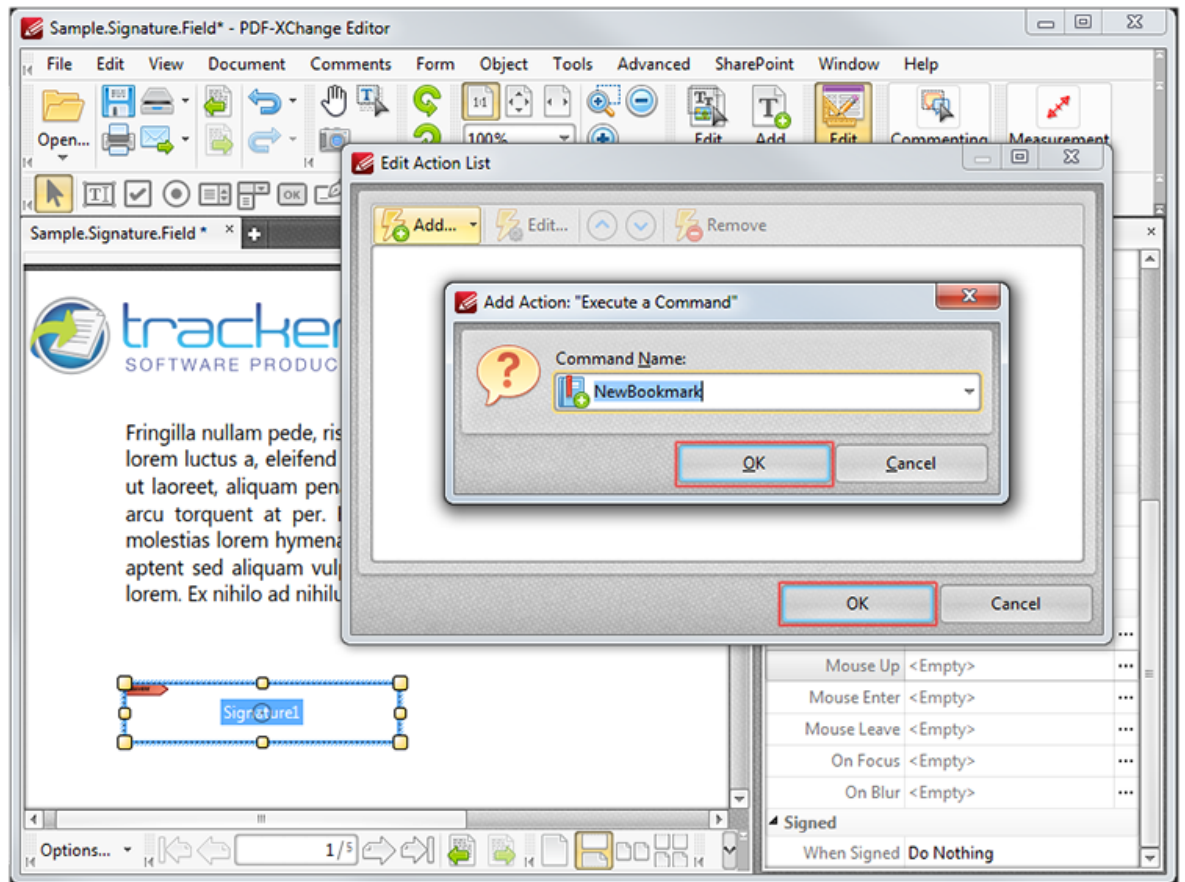 Sample.Signature.Field* - PDF-XChange Editor
File Edit View Document Comments Form Object Tools Advanced SharePoint Window Help
Open...
1:1
100%
Edit Add Edit Commenting Measurement
T OK
Edit Action List
Sample.Signature.Field *
Add... Edit... Remove
tracker
SOFTWARE PRODUC
Add Action: "Execute a Command"
Command Name:
NewBookmark
OK Cancel
Fringilla nullam pede, ris
lorem luctus a, eleifend
ut laoreet, aliquam pen
arcu torquent at per.
molestias lorem hymena
aptent sed aliquam vul
lorem. Ex nihilo ad nihilu
OK Cancel
Signature1
Mouse Up <Empty> ...
Mouse Enter <Empty> ...
Mouse Leave <Empty> ...
On Focus <Empty> ...
On Blur <Empty> ...
Signed
When Signed Do Nothing
Options... 1/5